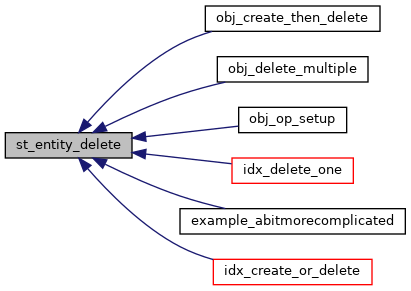 obj_create_then_delete
obj_delete_multiple
obj_op_setup
st_entity_delete
idx_delete_one
example_abitmorecomplicated
idx_create_or_delete